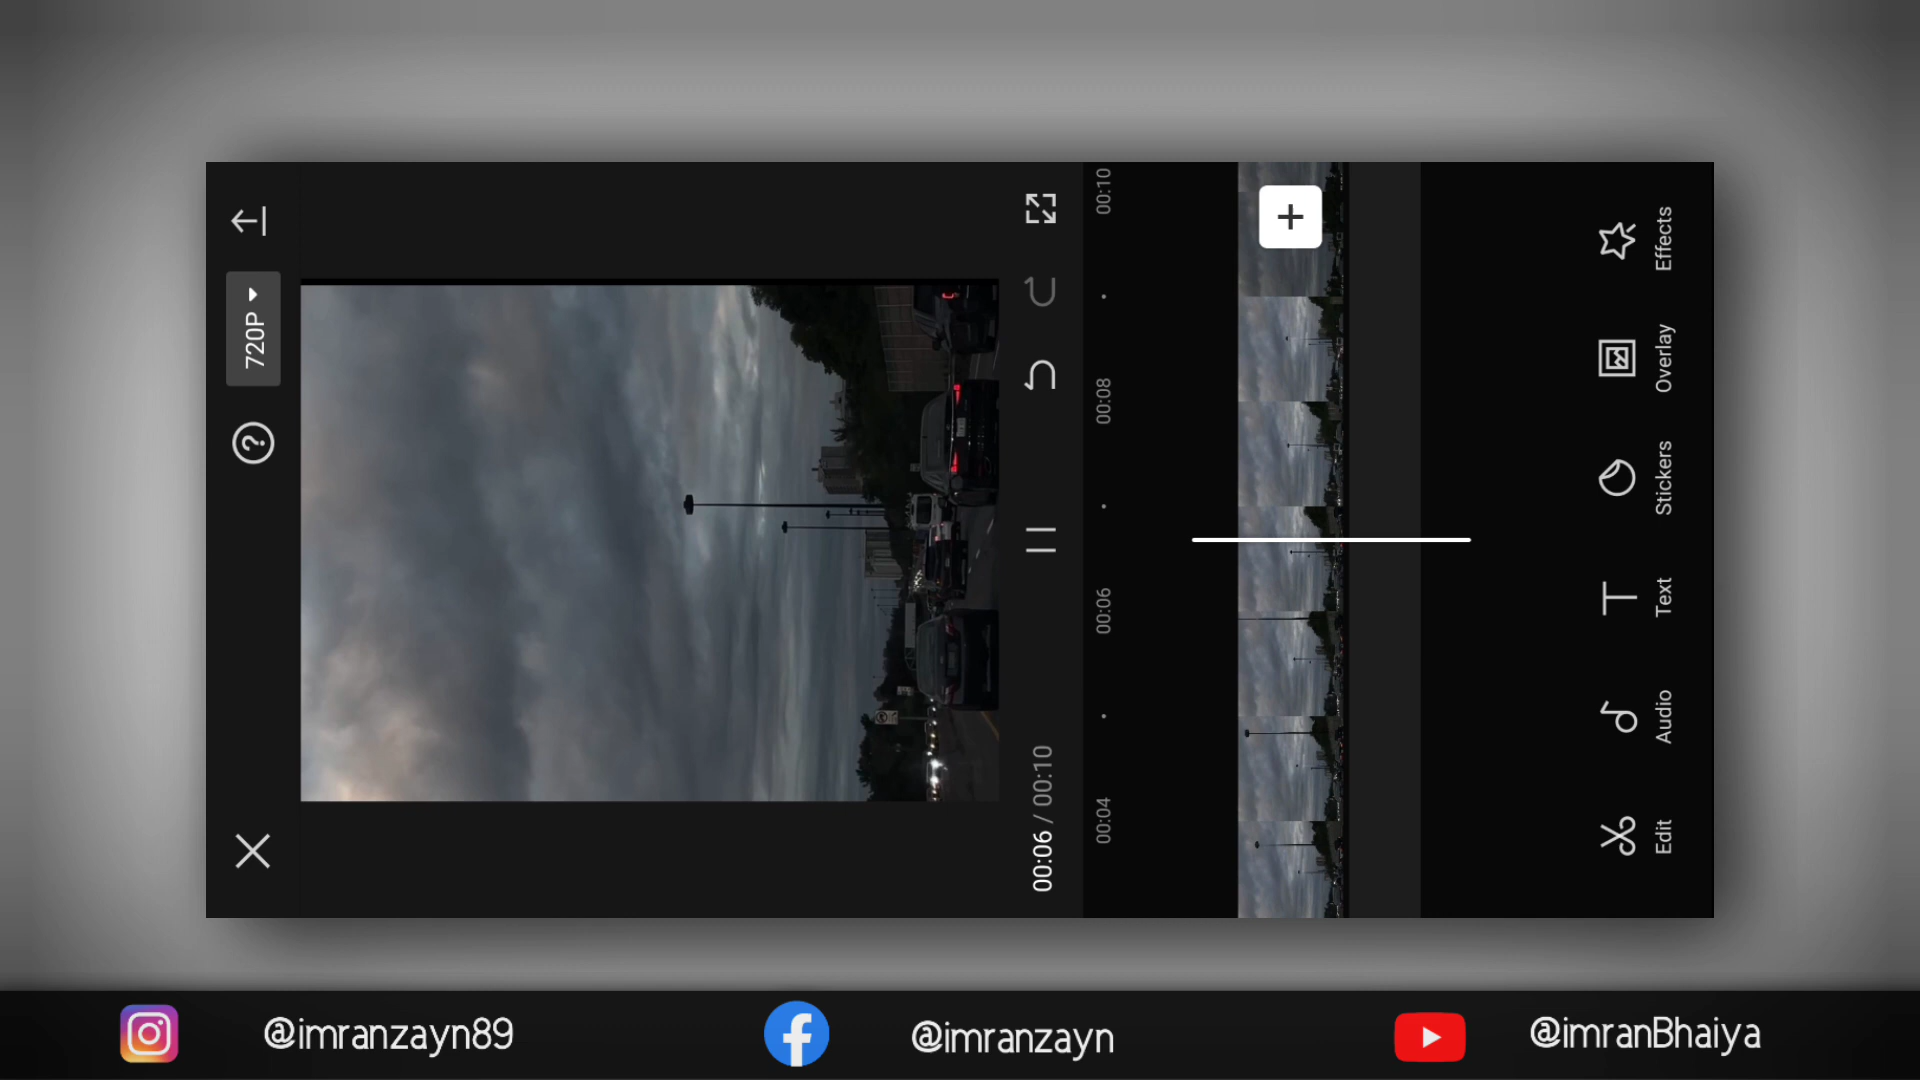 720P
00:06 / 00:10
00:04
00:06
00:08
00:10
Edit
Audio
Text
Stickers
Overlay
Effects
@imranzayn89
@imranzayn
@imranBhaiya